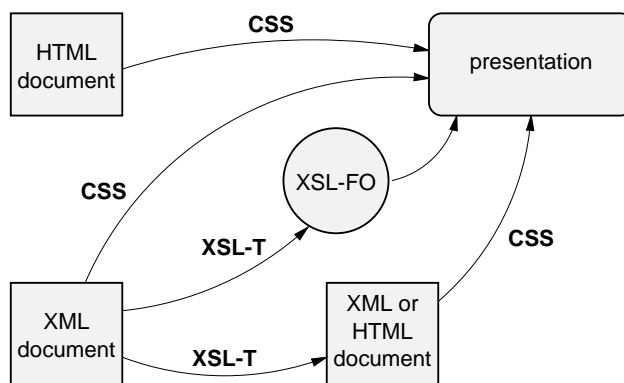 CSS
HTML
document
presentation
XSL-FO
CSS
XSL-T
CSS
XML
document
XML or
HTML
document
XSL-T